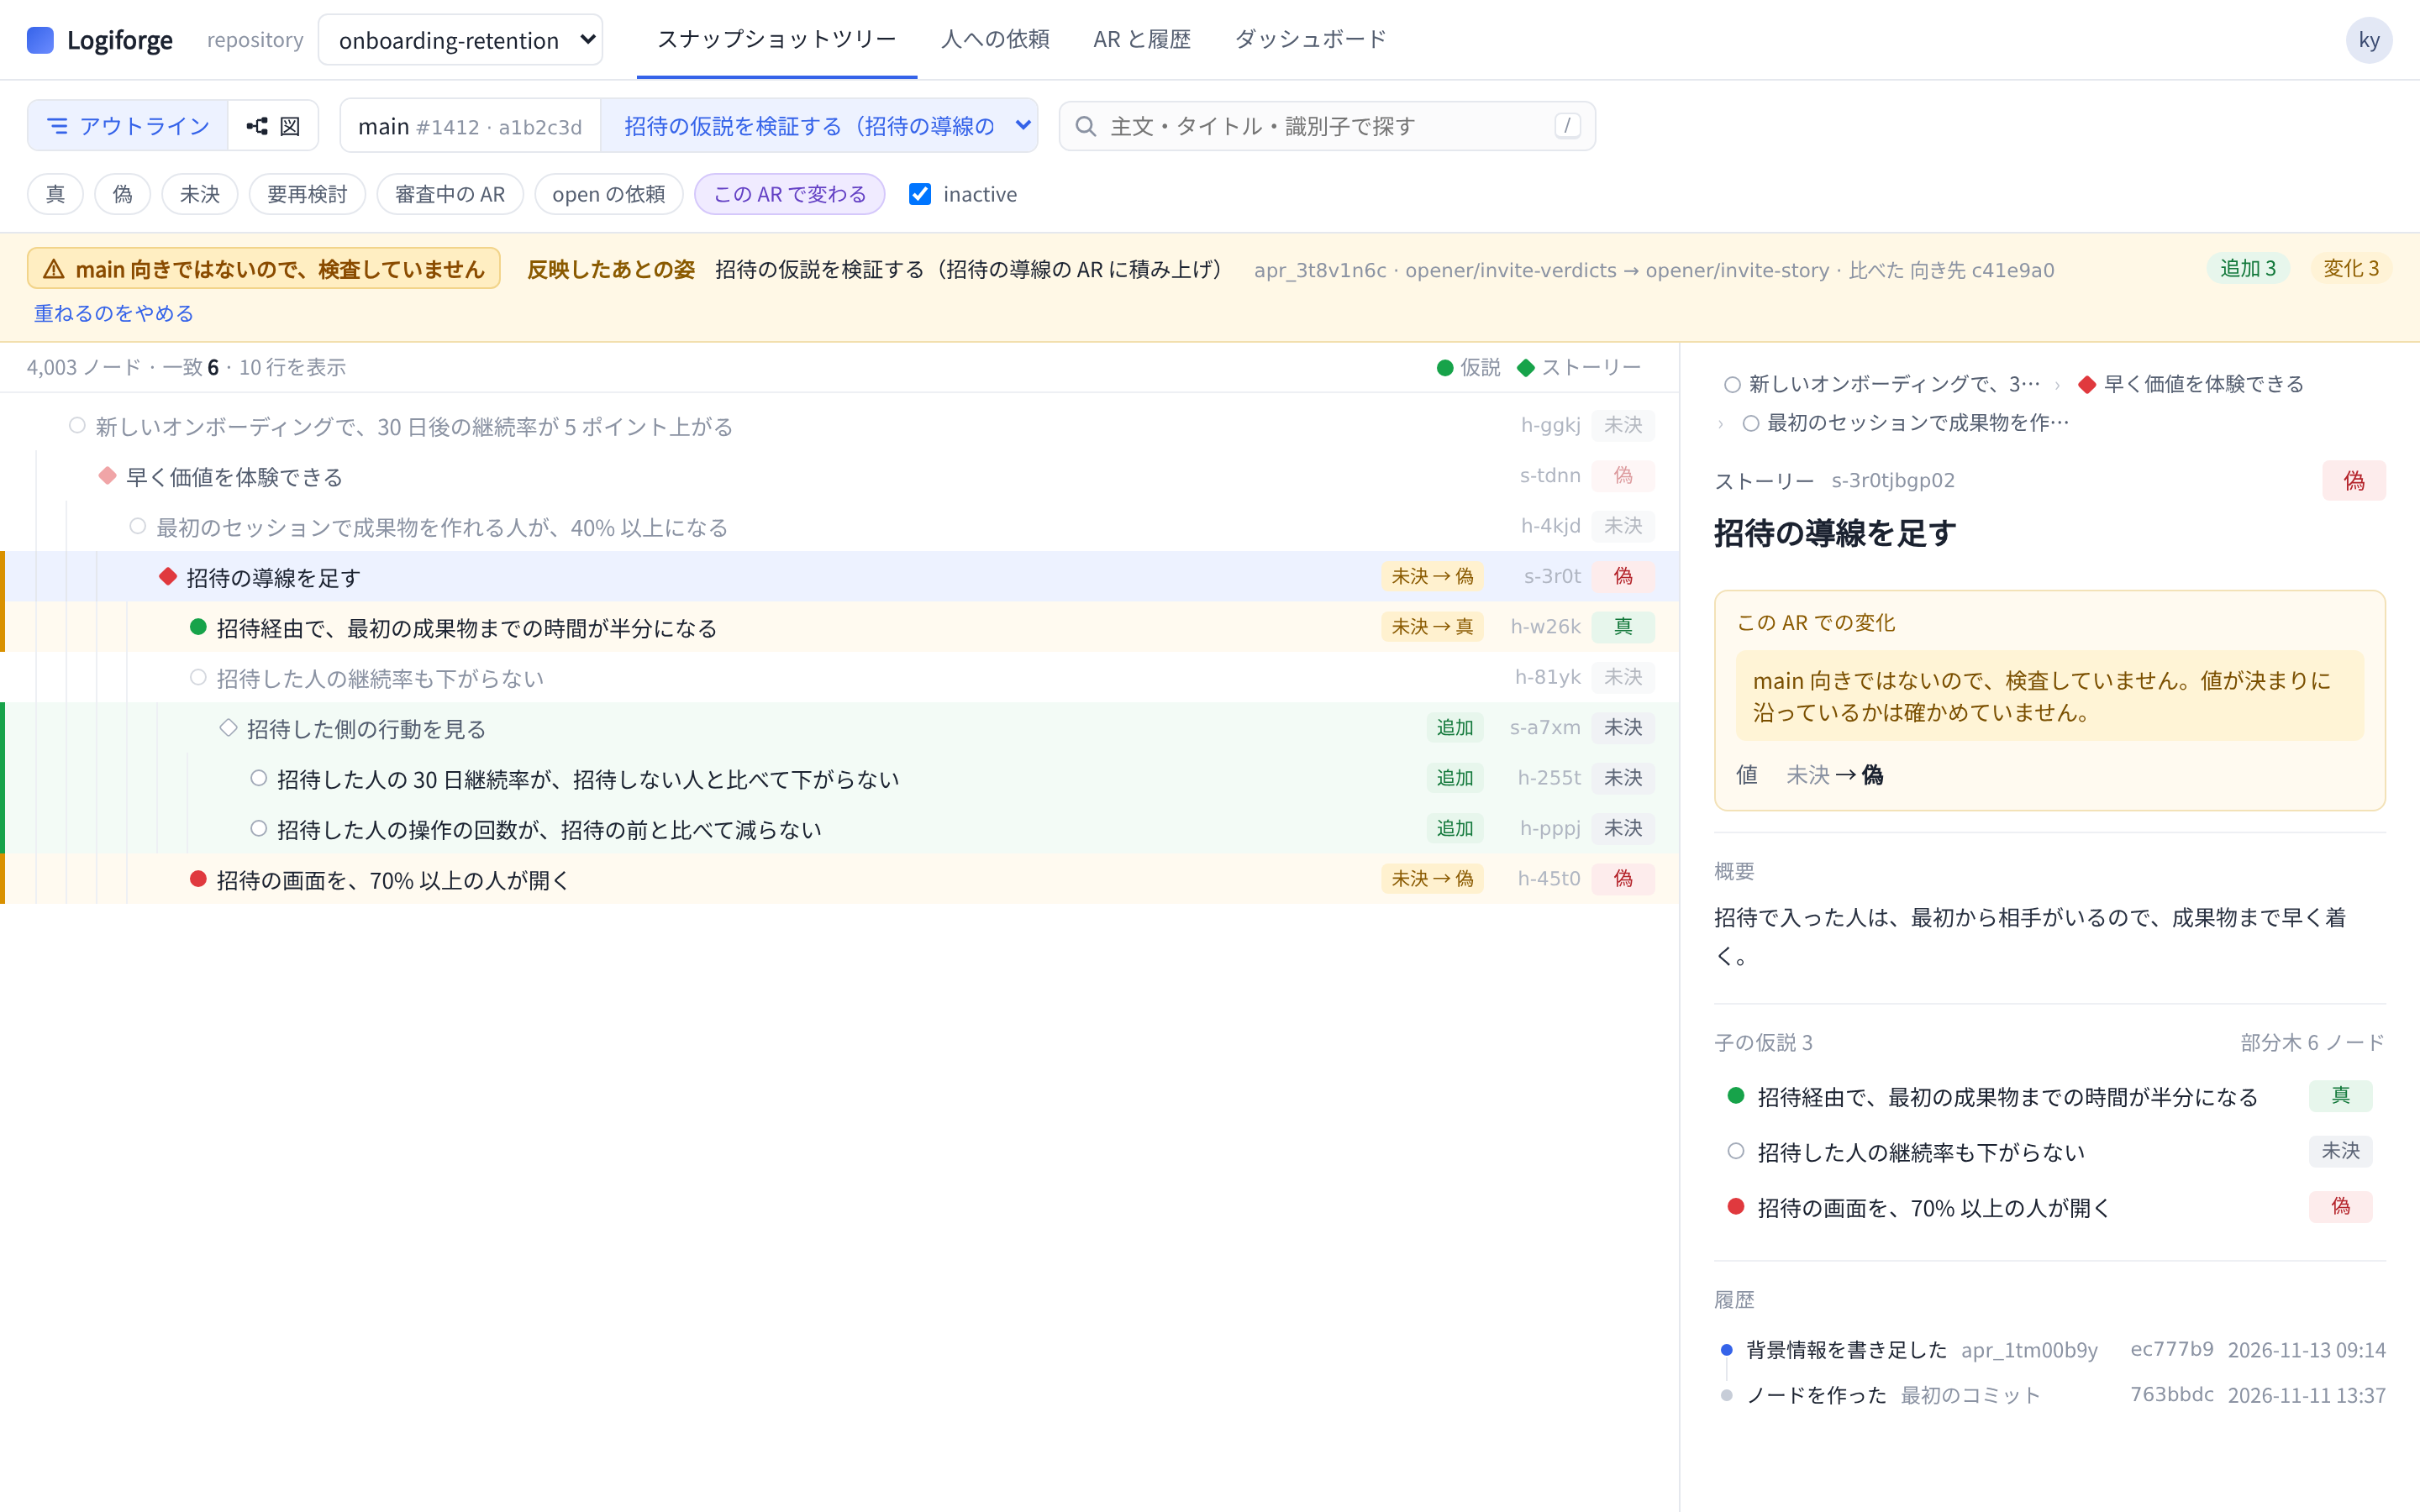 Logiforge repository onboarding-retention スナップショットツリー 人への依頼 AR と履歴 ダッシュボード ky
アウトライン 図 main #1412 · a1b2c3d 招待の仮説を検証する（招待の導線の 主文・タイトル・識別子で探す /
真 偽 未決 要再検討 審査中の AR open の依頼 この AR で変わる inactive
main 向きではないので、検査していません 反映したあとの姿 招待の仮説を検証する（招待の導線の AR に積み上げ） apr_3t8v1n6c · opener/invite-verdicts → opener/invite-story · 比べた 向き先 c41e9a0 追加 3 変化 3
重ねるのをやめる
4,003 ノード · 一致 6 · 10 行を表示 仮説 ストーリー
新しいオンボーディングで、30 日後の継続率が 5 ポイント上がる h-ggkj 未決
早く価値を体験できる s-tdnn 偽
最初のセッションで成果物を作れる人が、40% 以上になる h-4kjd 未決
招待の導線を足す 未決 → 偽 s-3r0t 偽
招待経由で、最初の成果物までの時間が半分になる 未決 → 真 h-w26k 真
招待した人の継続率も下がらない h-81yk 未決
招待した側の行動を見る 追加 s-a7xm 未決
招待した人の 30 日継続率が、招待しない人と比べて下がらない 追加 h-255t 未決
招待した人の操作の回数が、招待の前と比べて減らない 追加 h-pppj 未決
招待の画面を、70% 以上の人が開く 未決 → 偽 h-45t0 偽
新しいオンボーディングで、3… › 早く価値を体験できる
› 最初のセッションで成果物を作…
ストーリー s-3r0tjbgp02 偽
招待の導線を足す
この AR での変化
main 向きではないので、検査していません。値が決まりに
沿っているかは確かめていません。
値 未決 → 偽
概要
招待で入った人は、最初から相手がいるので、成果物まで早く着
く。
子の仮説 3 部分木 6 ノード
招待経由で、最初の成果物までの時間が半分になる 真
招待した人の継続率も下がらない 未決
招待の画面を、70% 以上の人が開く 偽
履歴
背景情報を書き足した apr_1tm00b9y ec777b9 2026-11-13 09:14
ノードを作った 最初のコミット 763bbdc 2026-11-11 13:37